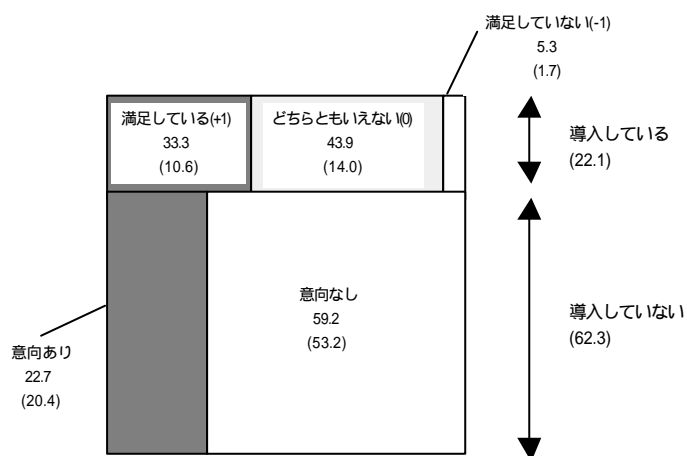 満足していない(-1)
5.3
(1.7)
満足している(+1)
33.3
(10.6)
どちらともいえない(0)
43.9
(14.0)
導入している
(22.1)
意向なし
59.2
(53.2)
導入していない
(62.3)
意向あり
22.7
(20.4)